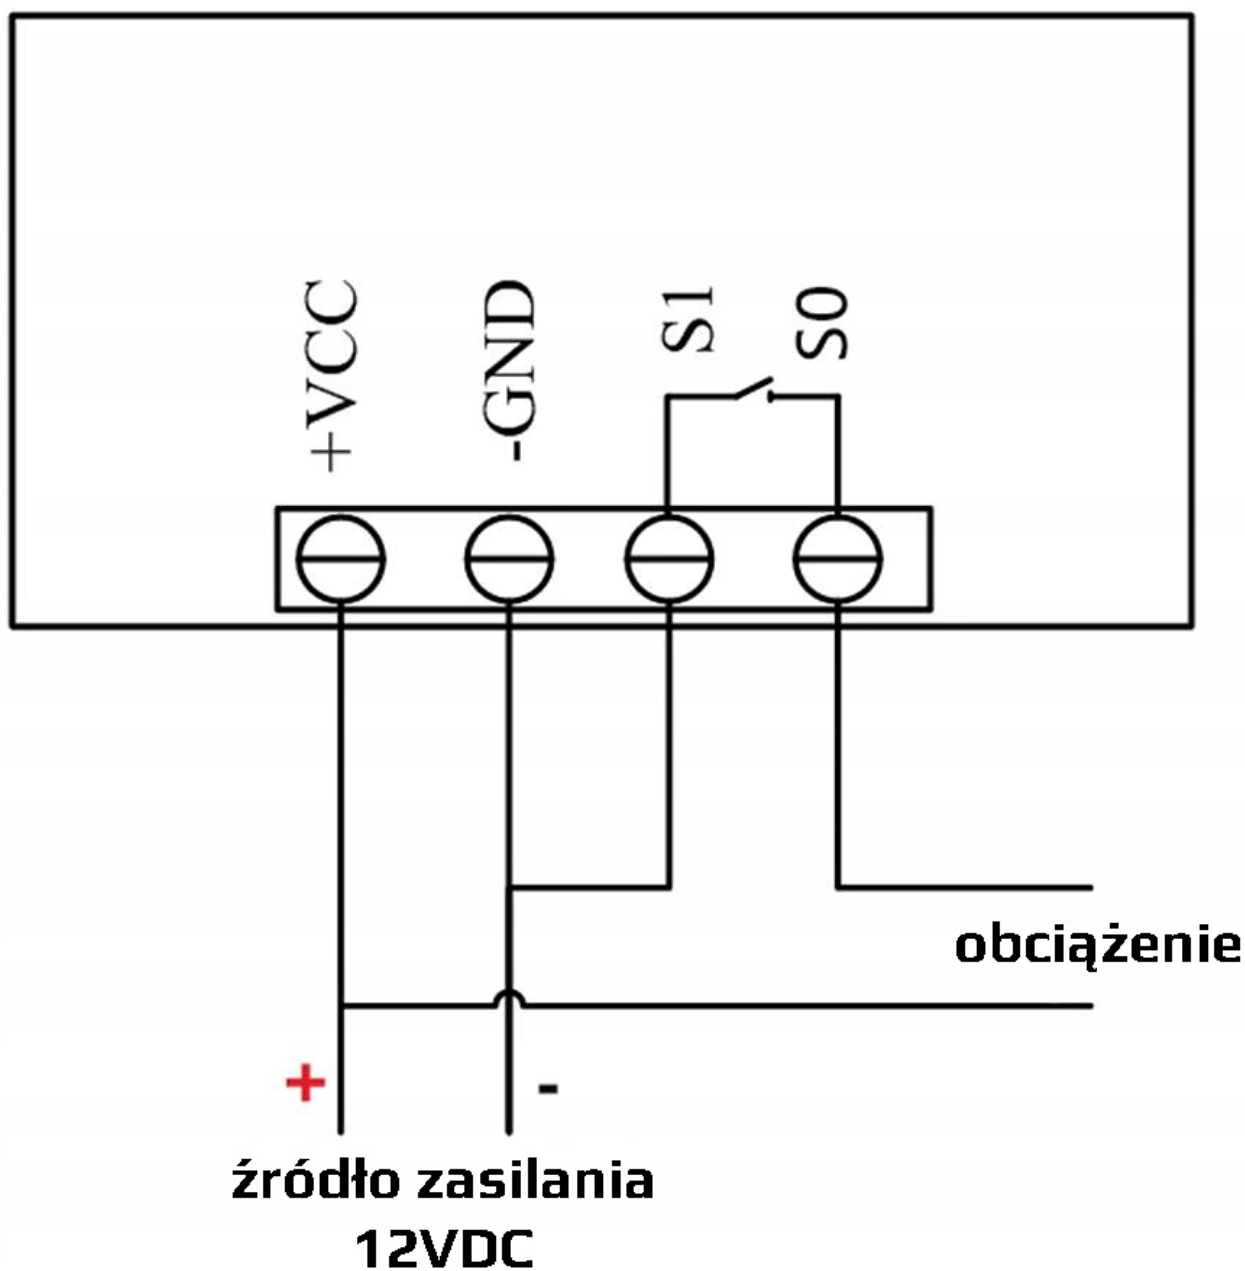 +VCC
-GND
S1
S0
obciążenie
+
-
źródło zasilania
12VDC